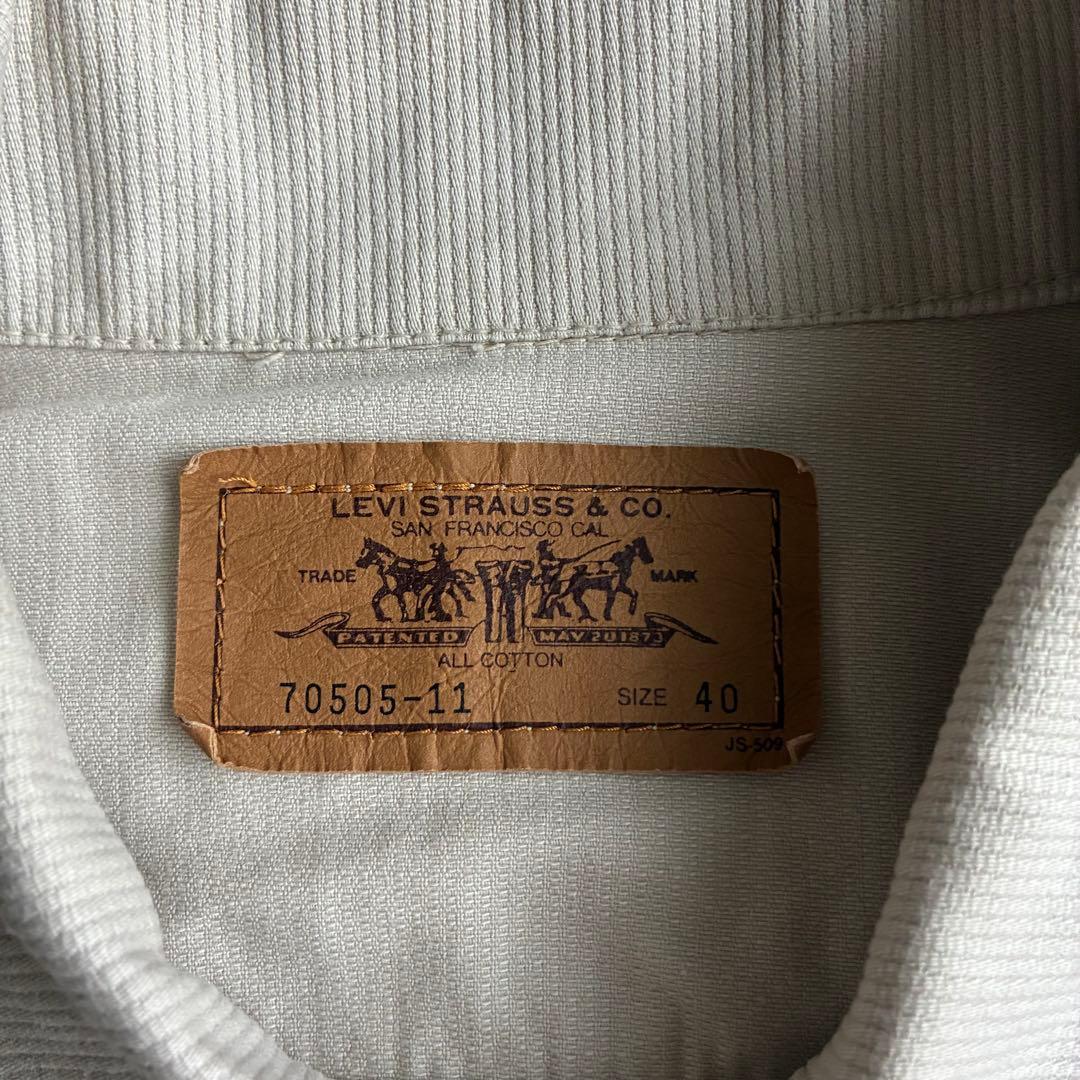 LEVI STRAUSS & CO.
SAN FRANCISCO CAL
TRADE MARK
PATENTED MAY 20 1873
ALL COTTON
70505-11 SIZE 40
JS-509